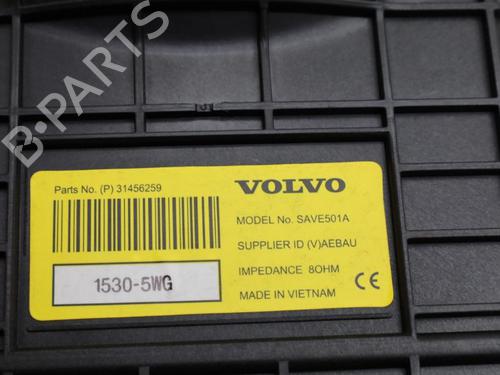 B-PARTS
Parts No. (P) 31456259
VOLVO
MODEL No. SAVE501A
SUPPLIER ID (V)AEBAU
1530-5WG
IMPEDANCE 8OHM
MADE IN VIETNAM
CE